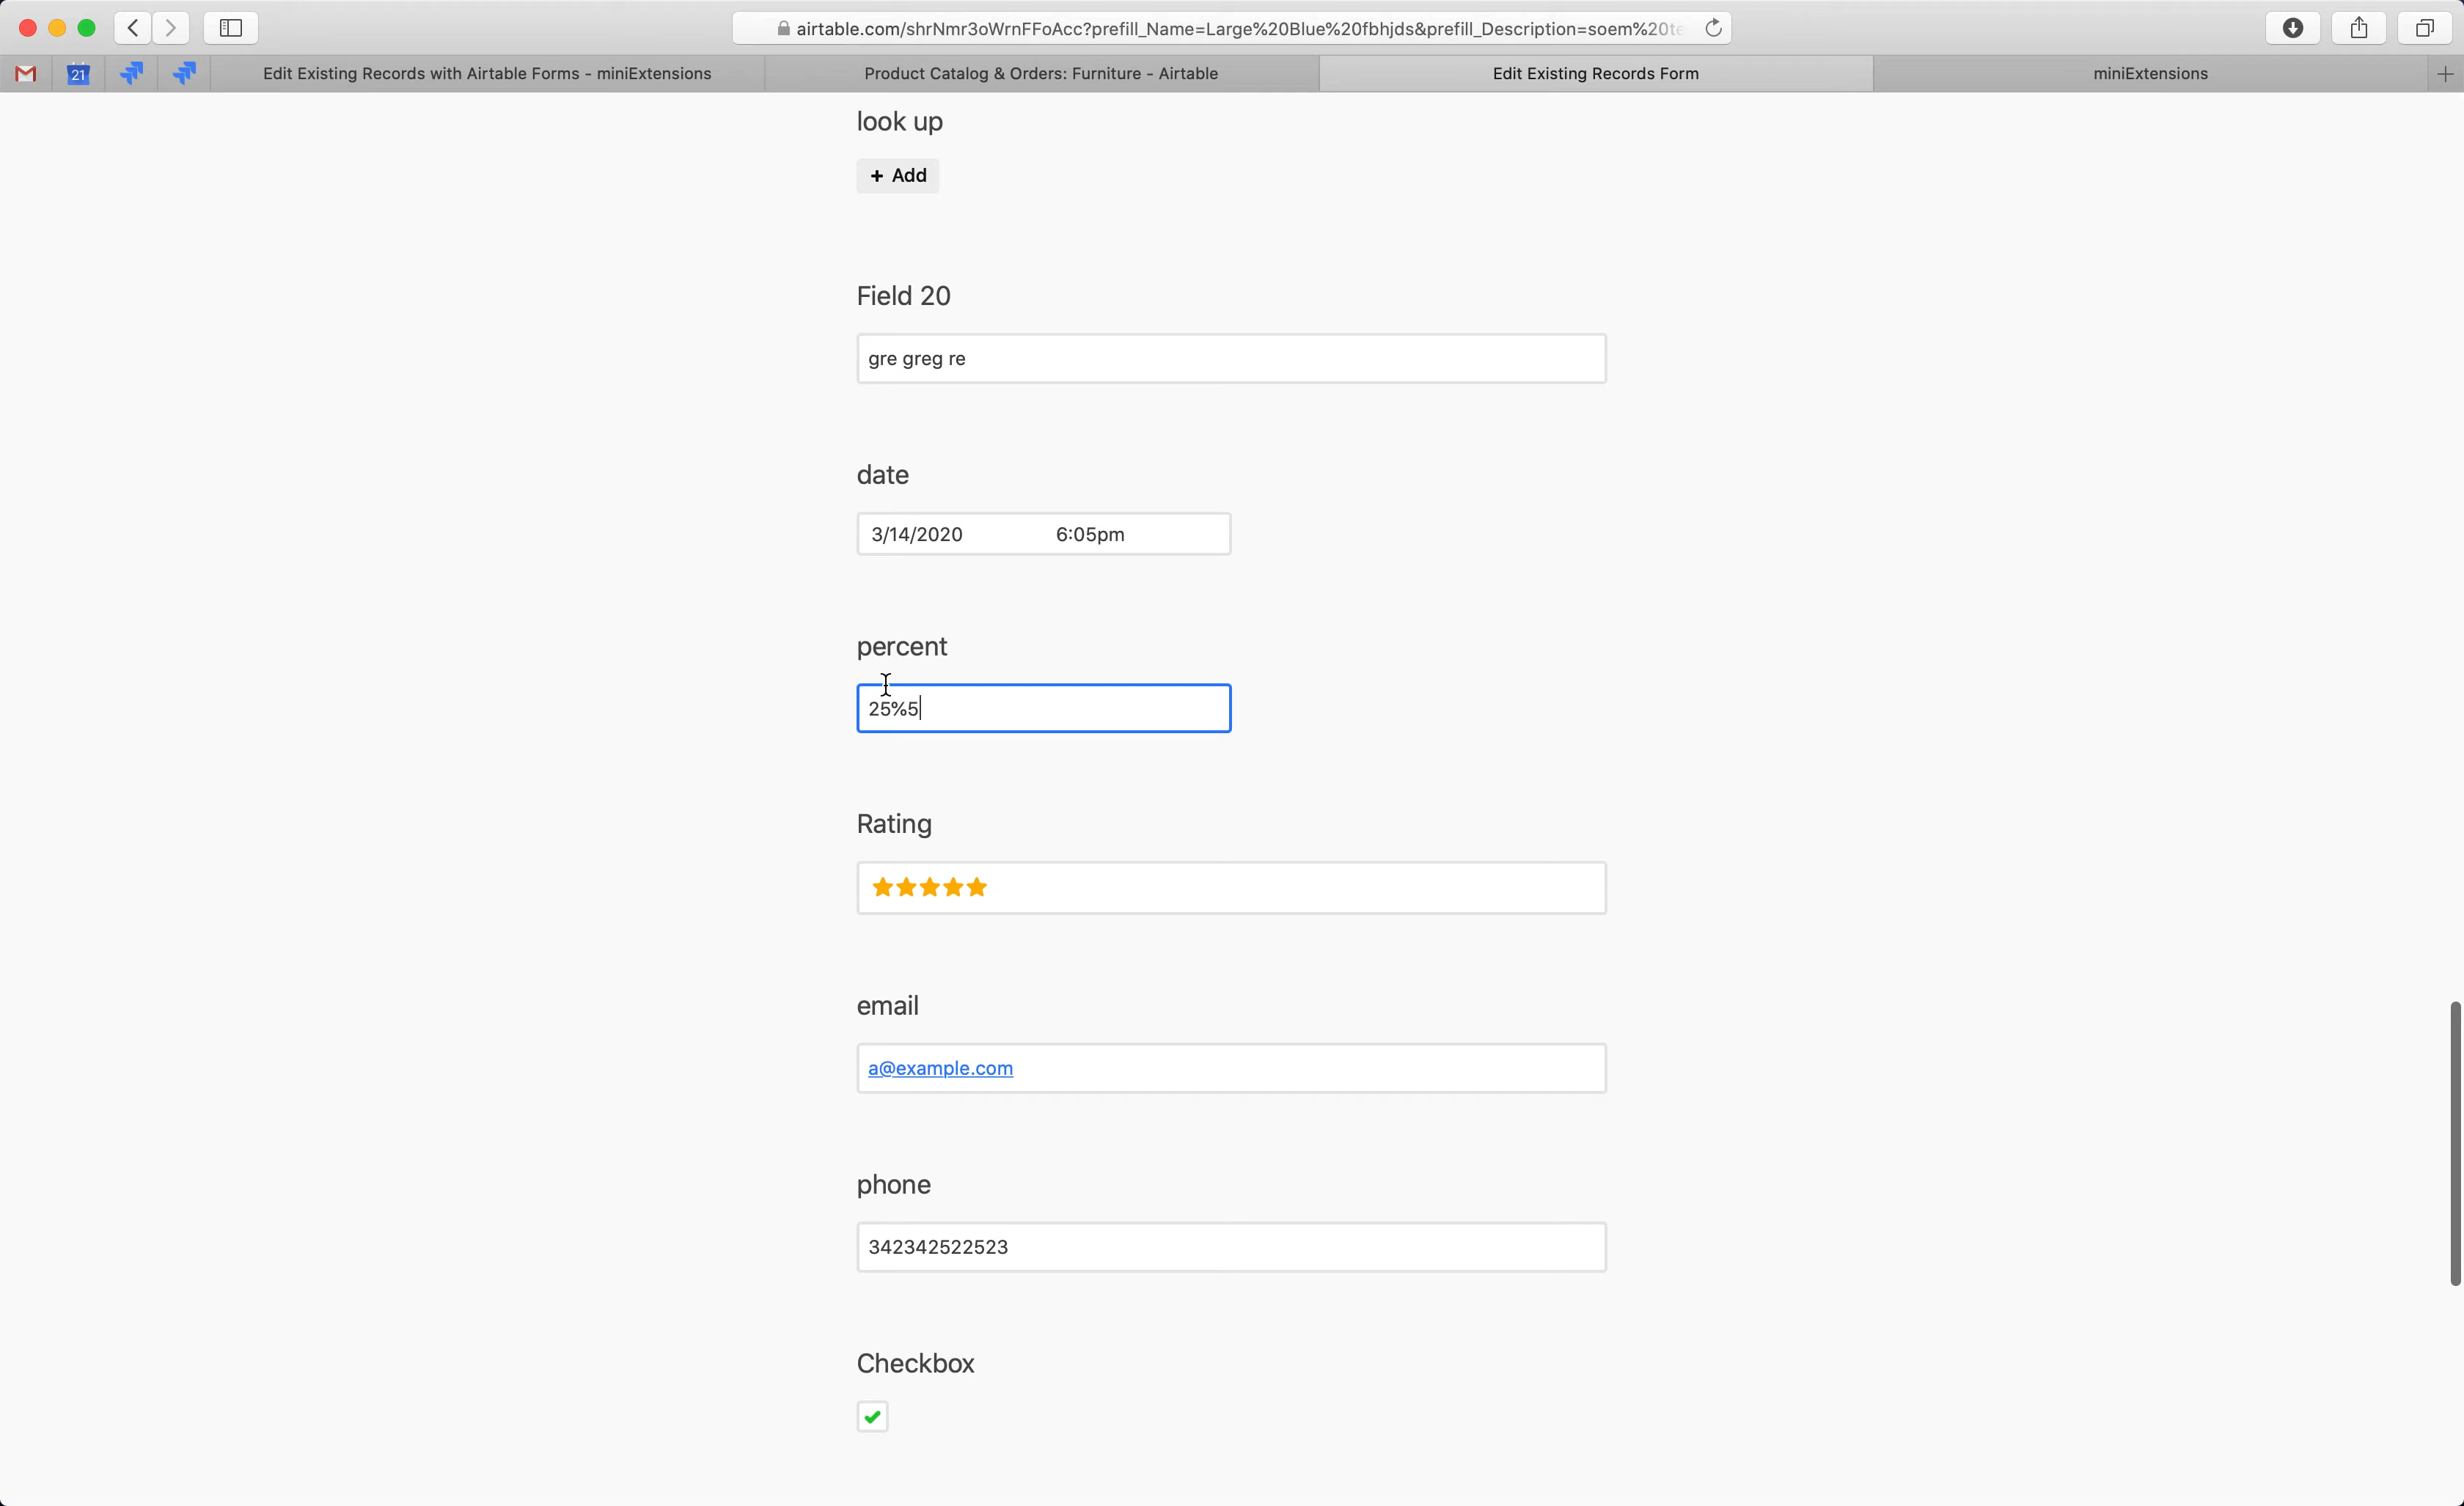 airtable.com/shrNmr3oWrnFFoAcc?prefill_Name=Large%20Blue%20fbhjds&prefill_Description=soem%20te
21
Edit Existing Records with Airtable Forms - miniExtensions
Product Catalog & Orders: Furniture - Airtable
Edit Existing Records Form
miniExtensions
look up
+ Add
Field 20
gre greg re
date
3/14/2020 6:05pm
percent
25%5
Rating
email
a@example.com
phone
342342522523
Checkbox